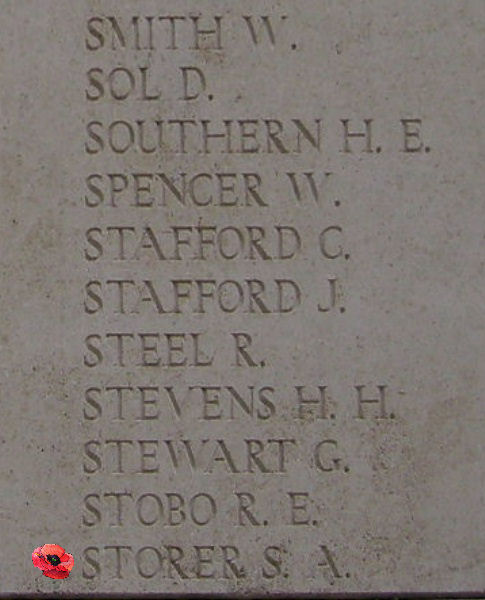 SMITH W.
SOL D.
SOUTHERN H. E.
SPENCER W.
STAFFORD C.
STAFFORD J.
STEEL R.
STEVENS H. H.
STEWART G.
STOBO R. E.
STORER S. A.